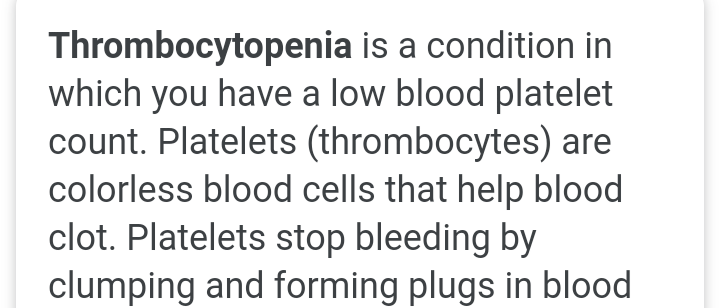 Thrombocytopenia is a condition in
which you have a low blood platelet
count. Platelets (thrombocytes) are
colorless blood cells that help blood
clot. Platelets stop bleeding by
clumping and forming plugs in blood